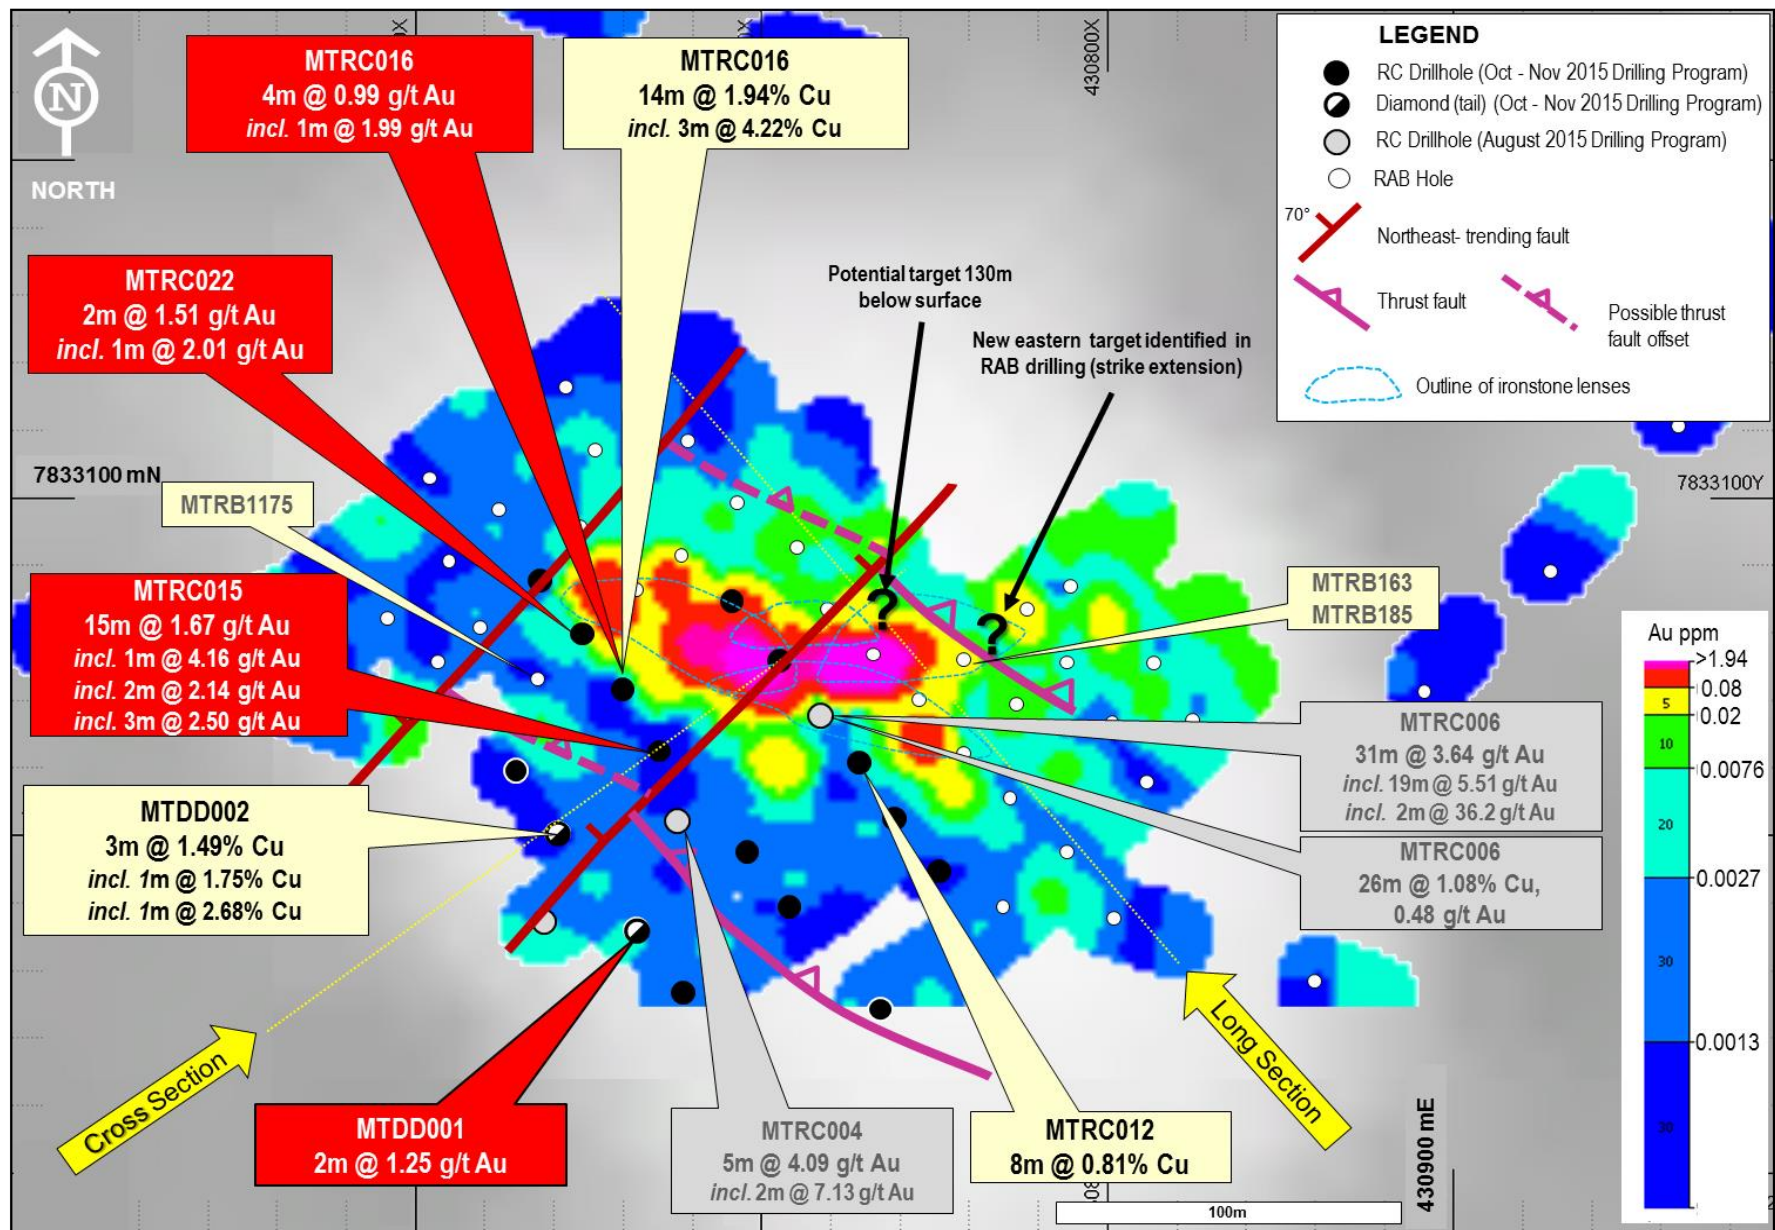 MTRC016
4m @ 0.99 g/t Au
incl. 1m @ 1.99 g/t Au
MTRC016
14m @ 1.94% Cu
incl. 3m @ 4.22% Cu
430800X
LEGEND
RC Drillhole (Oct - Nov 2015 Drilling Program)
Diamond (tail) (Oct - Nov 2015 Drilling Program)
RC Drillhole (August 2015 Drilling Program)
RAB Hole
70°
Northeast- trending fault
Thrust fault
Possible thrust
fault offset
Outline of ironstone lenses
N
NORTH
MTRC022
2m @ 1.51 g/t Au
incl. 1m @ 2.01 g/t Au
Potential target 130m
below surface
New eastern target identified in
RAB drilling (strike extension)
7833100 mN
7833100Y
MTRB1175
MTRC015
15m @ 1.67 g/t Au
incl. 1m @ 4.16 g/t Au
incl. 2m @ 2.14 g/t Au
incl. 3m @ 2.50 g/t Au
?
?
MTRB163
MTRB185
Au ppm
>1.94
0.08
5
0.02
10
0.0076
20
0.0027
30
0.0013
30
MTRC006
31m @ 3.64 g/t Au
incl. 19m @ 5.51 g/t Au
incl. 2m @ 36.2 g/t Au
MTDD002
3m @ 1.49% Cu
incl. 1m @ 1.75% Cu
incl. 1m @ 2.68% Cu
MTRC006
26m @ 1.08% Cu,
0.48 g/t Au
Cross Section
Long Section
MTDD001
2m @ 1.25 g/t Au
MTRC004
5m @ 4.09 g/t Au
incl. 2m @ 7.13 g/t Au
MTRC012
8m @ 0.81% Cu
430900 mE
100m